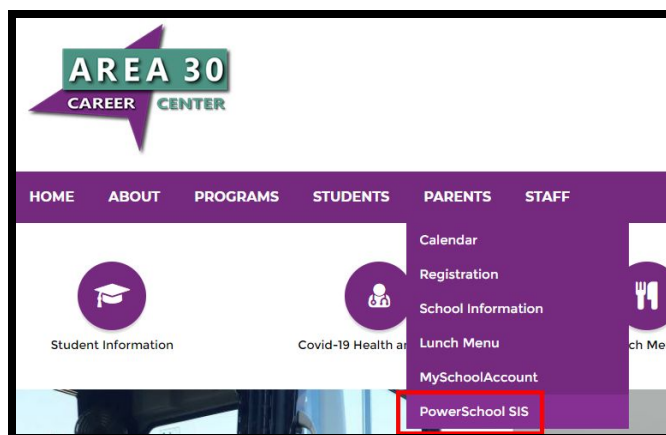 AREA 30
CAREER CENTER
HOME ABOUT PROGRAMS STUDENTS PARENTS STAFF
Calendar
Registration
School Information
Lunch Menu
MySchoolAccount
PowerSchool SIS
Student Information
Covid-19 Health